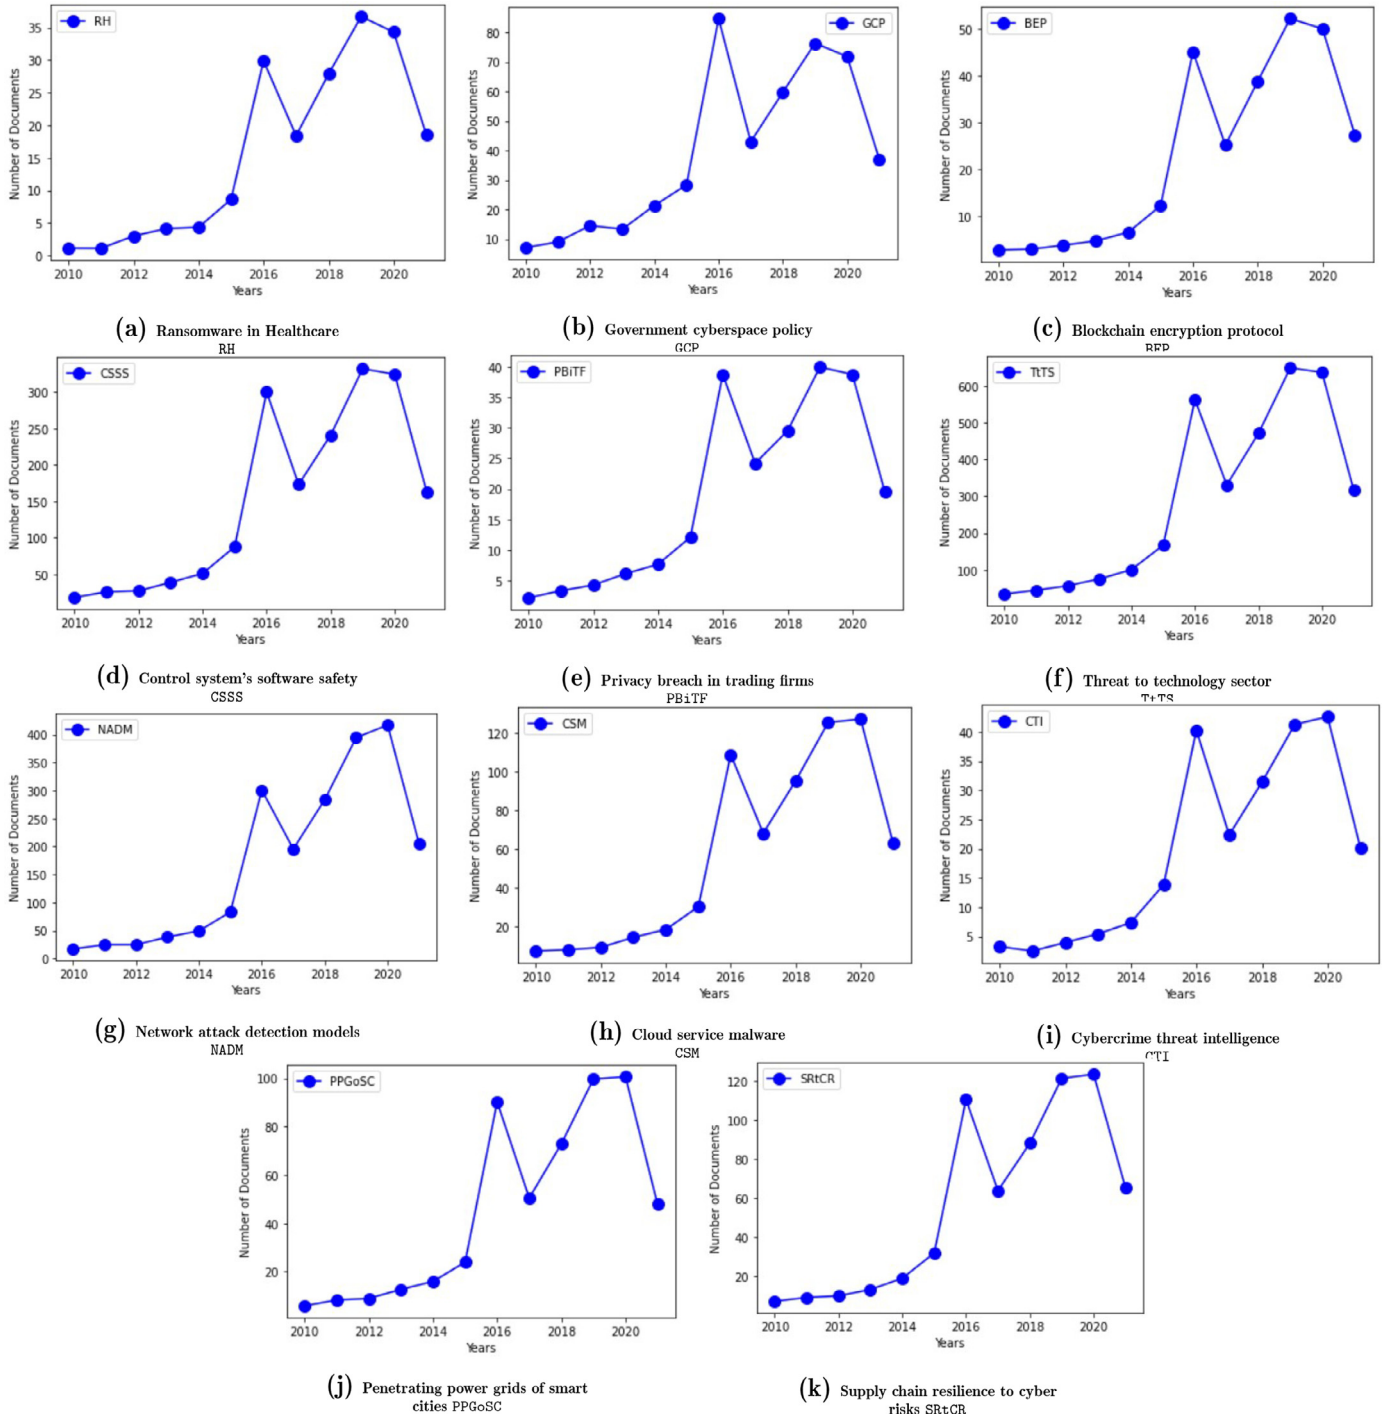 RH
Number of Documents
35
30
25
20
15
10
5
0
2010 2012 2014 2016 2018 2020
Years
(a) Ransomware in Healthcare
RH
GCP
Number of Documents
80
70
60
50
40
30
20
10
2010 2012 2014 2016 2018 2020
Years
(b) Government cyberspace policy
GCP
BEP
Number of Documents
50
40
30
20
10
2010 2012 2014 2016 2018 2020
Years
(c) Blockchain encryption protocol
BEP
CSSS
Number of Documents
300
250
200
150
100
50
2010 2012 2014 2016 2018 2020
Years
(d) Control system's software safety
CSSS
PBiTF
Number of Documents
40
35
30
25
20
15
10
5
2010 2012 2014 2016 2018 2020
Years
(e) Privacy breach in trading firms
PBiTF
TtTS
Number of Documents
600
500
400
300
200
100
2010 2012 2014 2016 2018 2020
Years
(f) Threat to technology sector
TtTS
NADM
Number of Documents
400
350
300
250
200
150
100
50
0
2010 2012 2014 2016 2018 2020
Years
(g) Network attack detection models
NADM
CSM
Number of Documents
120
100
80
60
40
20
2010 2012 2014 2016 2018 2020
Years
(h) Cloud service malware
CSM
CTI
Number of Documents
40
35
30
25
20
15
10
5
2010 2012 2014 2016 2018 2020
Years
(i) Cybercrime threat intelligence
CTI
PPGoSC
Number of Documents
100
80
60
40
20
2010 2012 2014 2016 2018 2020
Years
(j) Penetrating power grids of smart
cities PPGoSC
SRtCR
Number of Documents
120
100
80
60
40
20
2010 2012 2014 2016 2018 2020
Years
(k) Supply chain resilience to cyber
risks SRtCR